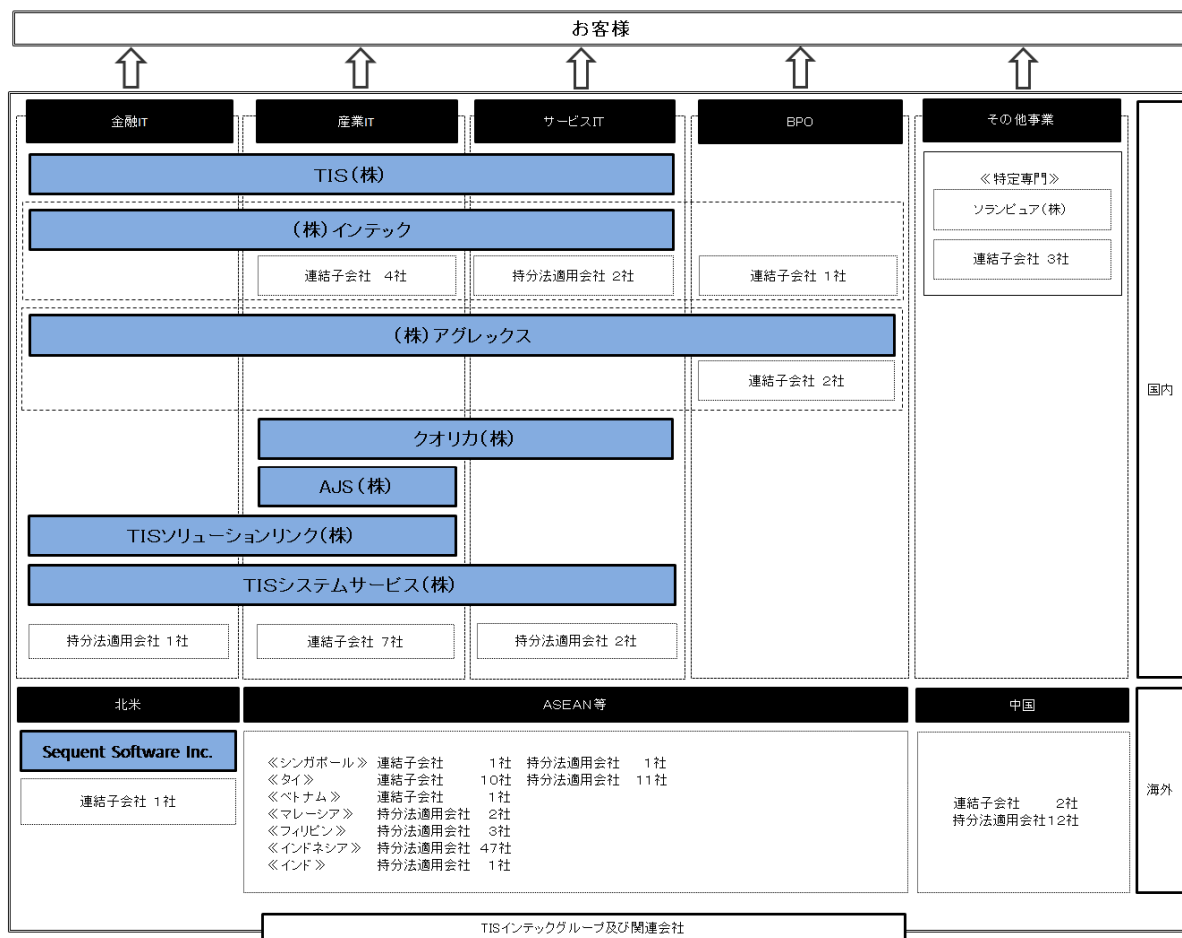 お客様
金融IT
産業IT
サービスIT
BPO
その他事業
TIS(株)
≪特定専門≫
ソランピュア(株)
(株)インテック
連結子会社 4社
持分法適用会社 2社
連結子会社 1社
連結子会社 3社
(株)アグレックス
連結子会社 2社
国内
クオリカ(株)
AJS(株)
TISソリューションリンク(株)
TISシステムサービス(株)
持分法適用会社 1社
連結子会社 7社
持分法適用会社 2社
北米
ASEAN等
中国
Sequent Software Inc.
連結子会社 1社
≪シンガポール≫ 連結子会社 1社 持分法適用会社 1社
≪タイ≫ 連結子会社 10社 持分法適用会社 11社
≪ベトナム≫ 連結子会社 1社
≪マレーシア≫ 持分法適用会社 2社
≪フィリピン≫ 持分法適用会社 3社
≪インドネシア≫ 持分法適用会社 47社
≪インド≫ 持分法適用会社 1社
連結子会社 2社
持分法適用会社12社
海外
TISインテックグループ及び関連会社